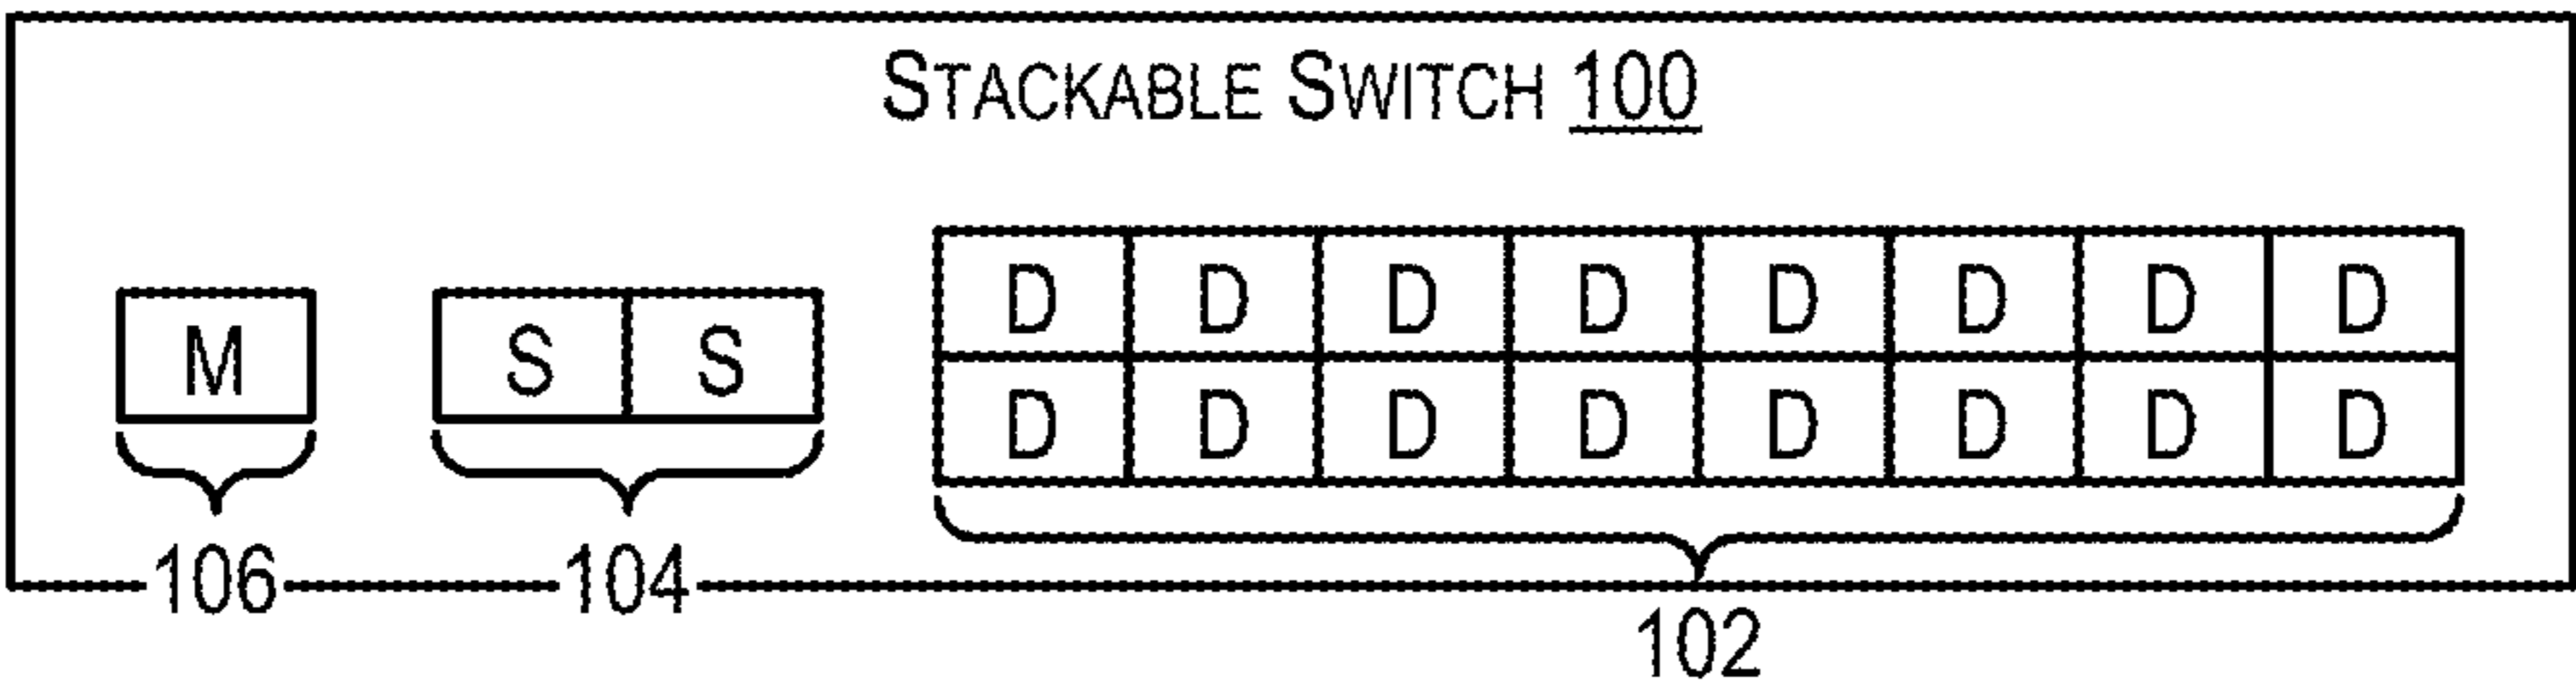 STACKABLE SWITCH 100
D D D D D D D D
M S S
D D D D D D D D
106 104
102